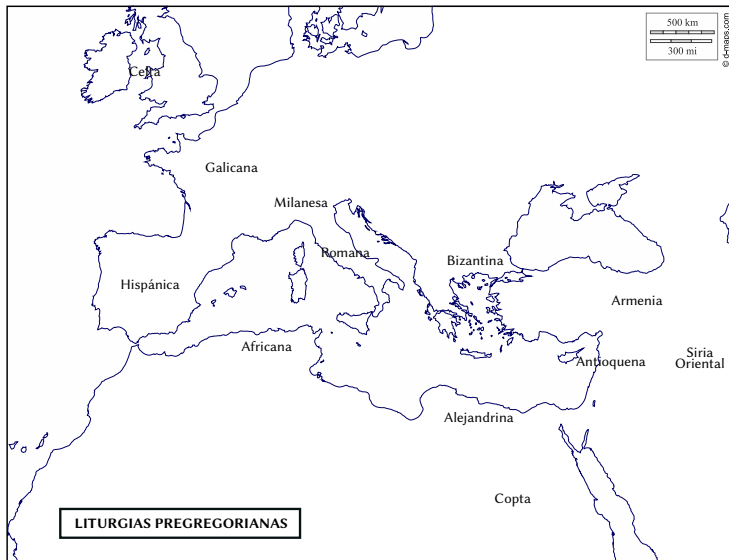 500 km
300 mi
© d-maps.com
Celta
Galicana
Milanesa
Romana
Bizantina
Hispánica
Armenia
Africana
Antioquena
Siria
Oriental
Alejandrina
Copta
LITURGIAS PREGREGORIANAS